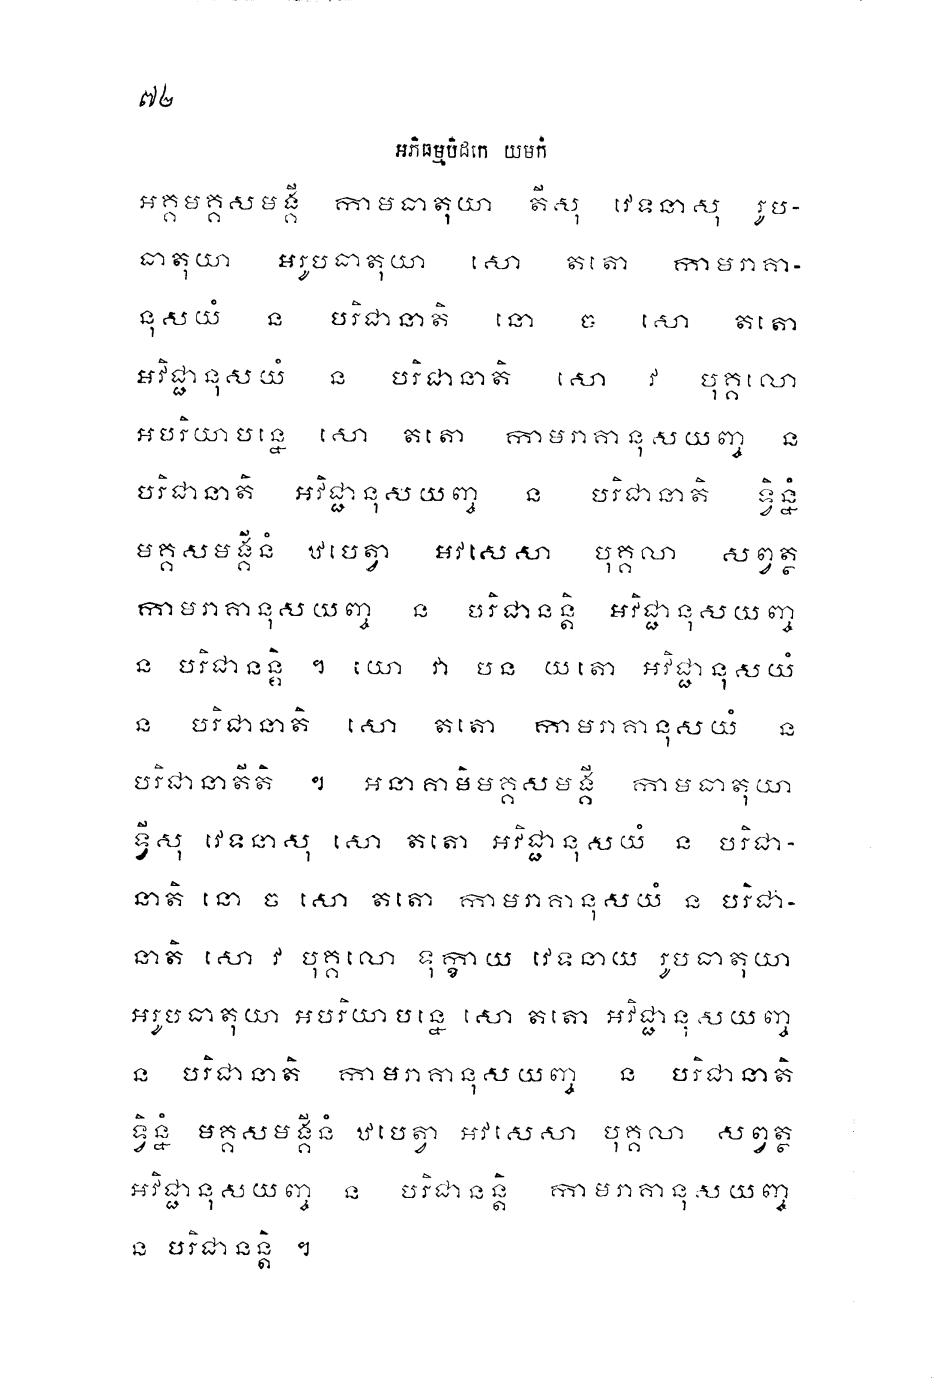 ៧២
អភិធម្មបិដកេ យមកំ
អគ្គមគ្គសមង្គី កាមធាតុយា តីសុ វេទនាសុ រូប-
ធាតុយា អរូបធាតុយា សោ តតោ កាមរាគា-
នុសយំ ន បរិជានាតិ នោ ច សោ តតោ
អវិជ្ជានុសយំ ន បរិជានាតិ សោ វ បុគ្គលោ
អបរិយាបន្នេ សោ តតោ កាមរាគានុសយញ្ច ន
បរិជានាតិ អវិជ្ជានុសយញ្ច ន បរិជានាតិ ទ្វិន្នំ
មគ្គសមង្គីនំ ឋបេត្វា អវសេសា បុគ្គលា សព្វត្ថ
កាមរាគានុសយញ្ច ន បរិជានន្តិ អវិជ្ជានុសយញ្ច
ន បរិជានន្តិ ។ យោ វា បន យតោ អវិជ្ជានុសយំ
ន បរិជានាតិ សោ តតោ កាមរាគានុសយំ ន
បរិជានាតីតិ ។ អនាគាមិមគ្គសមង្គី កាមធាតុយា
ទ្វីសុ វេទនាសុ សោ តតោ អវិជ្ជានុសយំ ន បរិជា-
នាតិ នោ ច សោ តតោ កាមរាគានុសយំ ន បរិជា-
នាតិ សោ វ បុគ្គលោ ទុក្ខាយ វេទនាយ រូបធាតុយា
អរូបធាតុយា អបរិយាបន្នេ សោ តតោ អវិជ្ជានុសយញ្ច
ន បរិជានាតិ កាមរាគានុសយញ្ច ន បរិជានាតិ
ទ្វិន្នំ មគ្គសមង្គីនំ ឋបេត្វា អវសេសា បុគ្គលា សព្វត្ថ
អវិជ្ជានុសយញ្ច ន បរិជានន្តិ កាមរាគានុសយញ្ច
ន បរិជានន្តិ ។